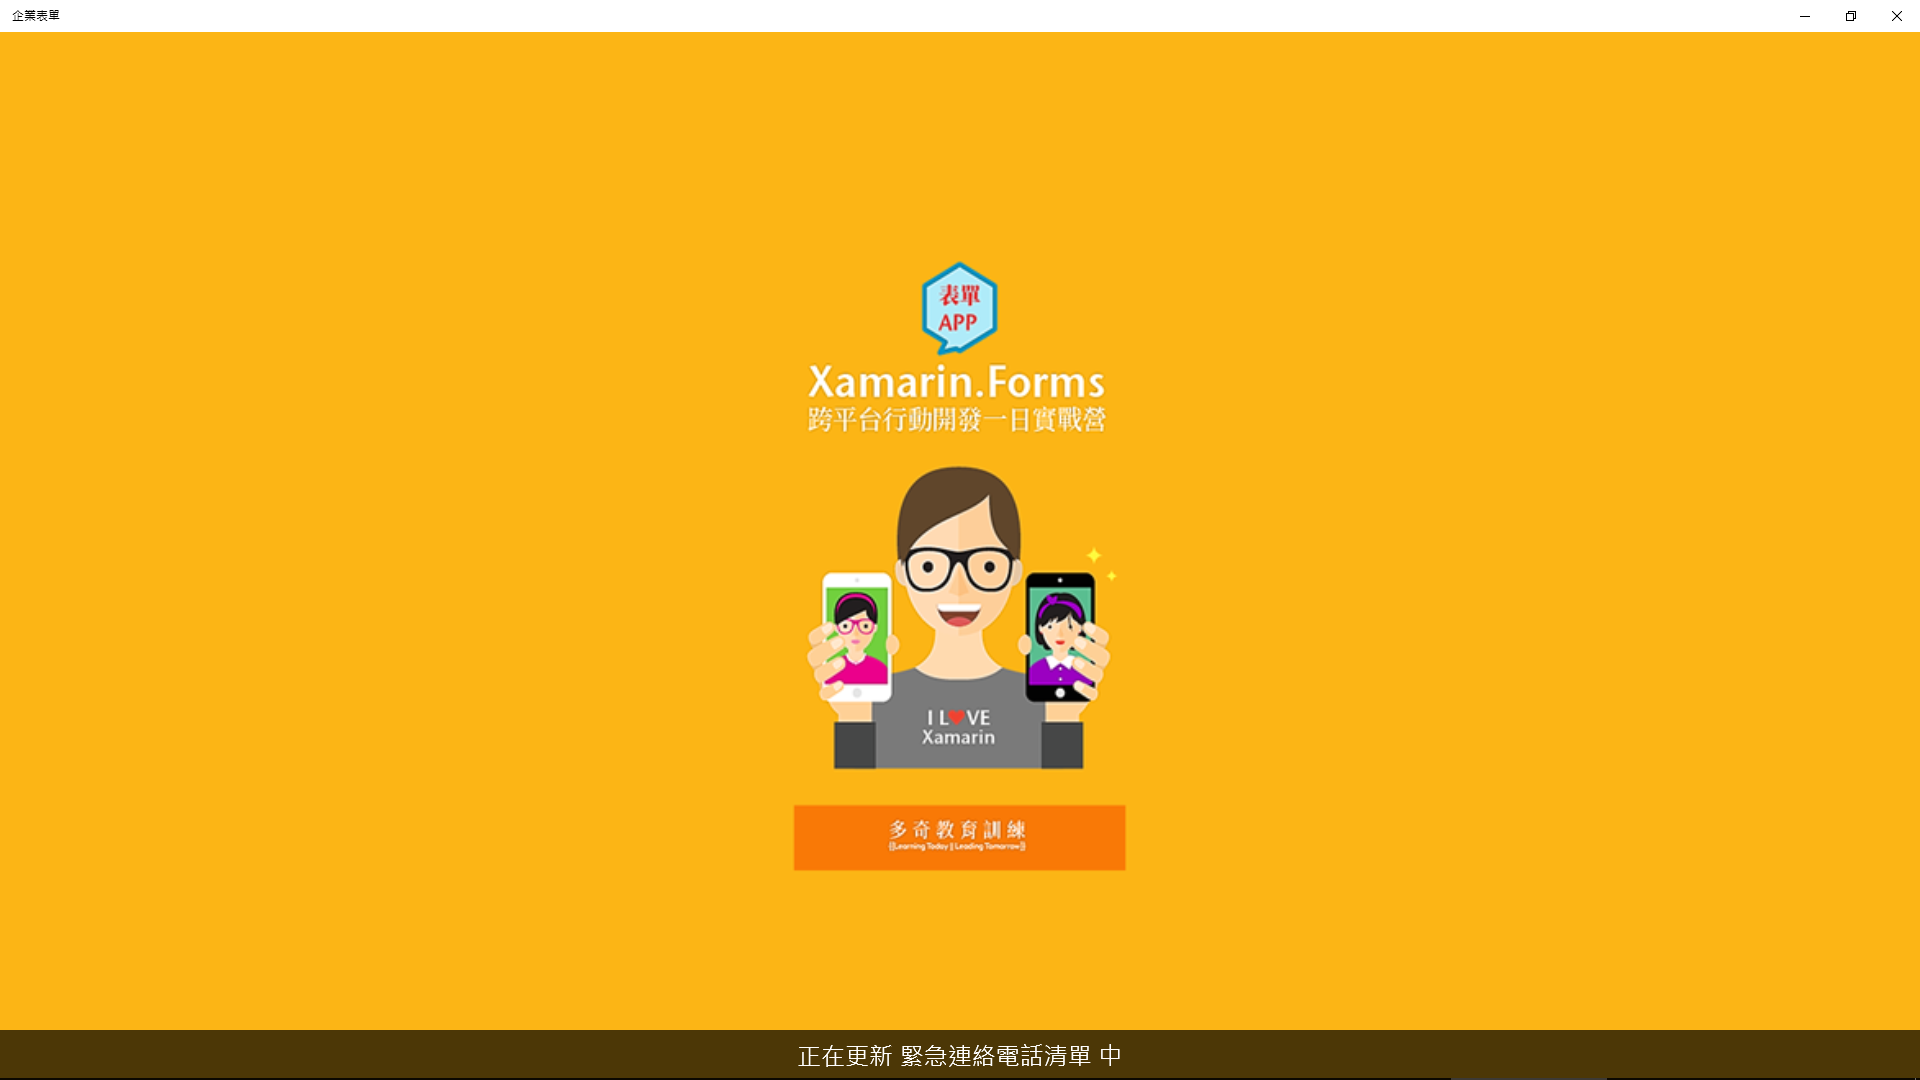 企業表單
表單
APP
Xamarin.Forms
跨平台行動開發一日實戰營
I L❤VE
Xamarin
多奇教育訓練
{{Learning Today || Leading Tomorrow}}
正在更新 緊急連絡電話清單 中